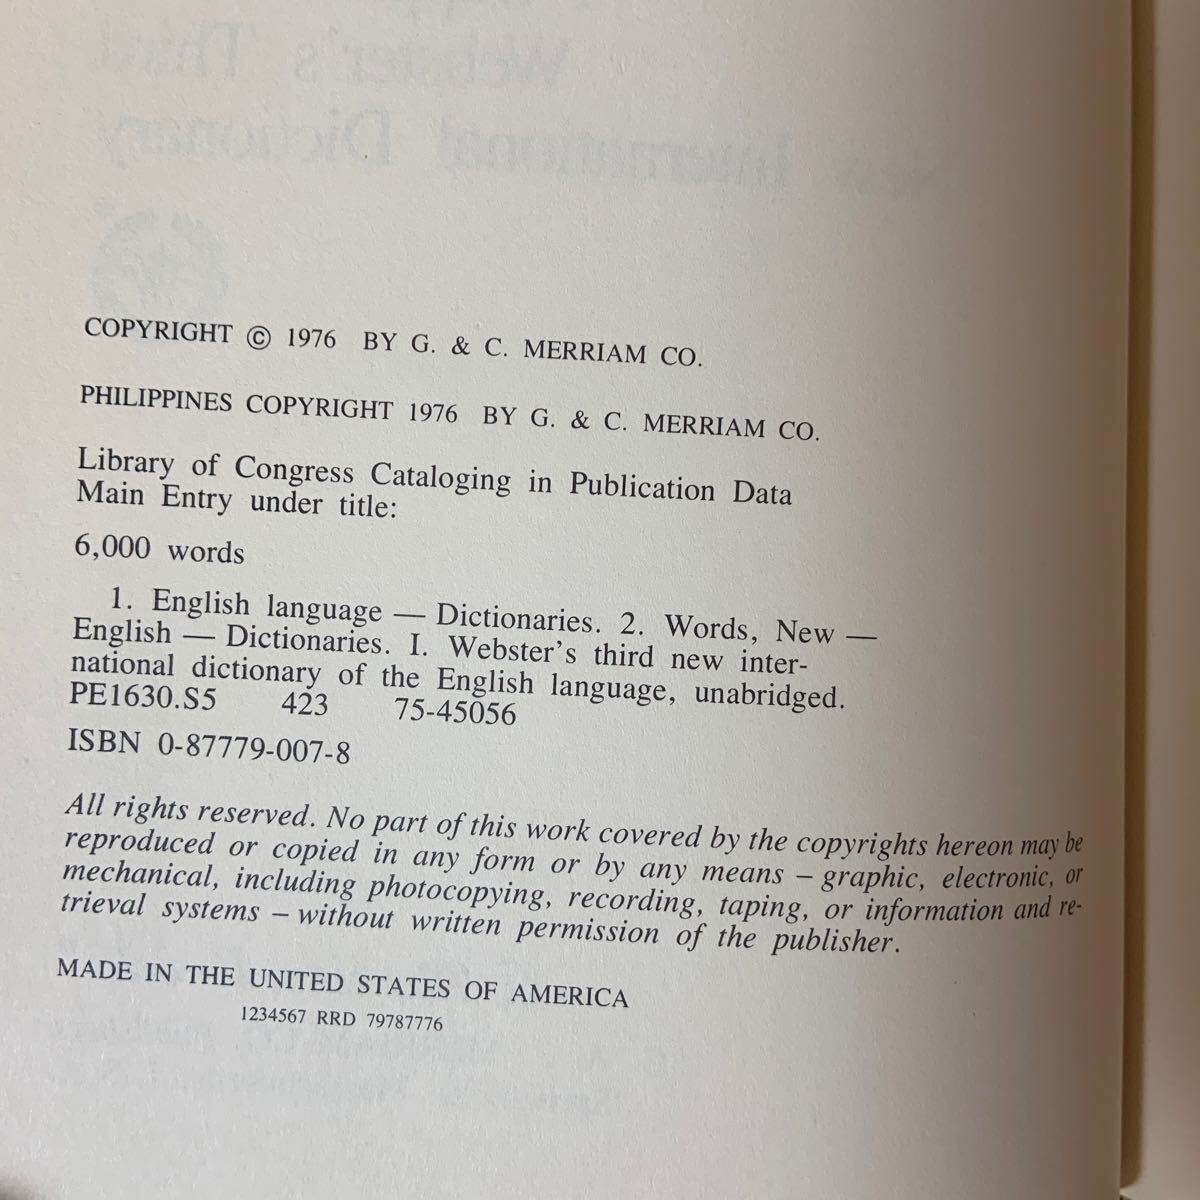 COPYRIGHT © 1976 BY G. & C. MERRIAM CO.
PHILIPPINES COPYRIGHT 1976 BY G. & C. MERRIAM CO.
Library of Congress Cataloging in Publication Data
Main Entry under title:
6,000 words
1. English language — Dictionaries. 2. Words, New —
English — Dictionaries. I. Webster's third new inter-
national dictionary of the English language, unabridged.
PE1630.S5 423 75-45056
ISBN 0-87779-007-8
All rights reserved. No part of this work covered by the copyrights hereon may be
reproduced or copied in any form or by any means – graphic, electronic, or
mechanical, including photocopying, recording, taping, or information and re-
trieval systems – without written permission of the publisher.
MADE IN THE UNITED STATES OF AMERICA
1234567 RRD 79787776